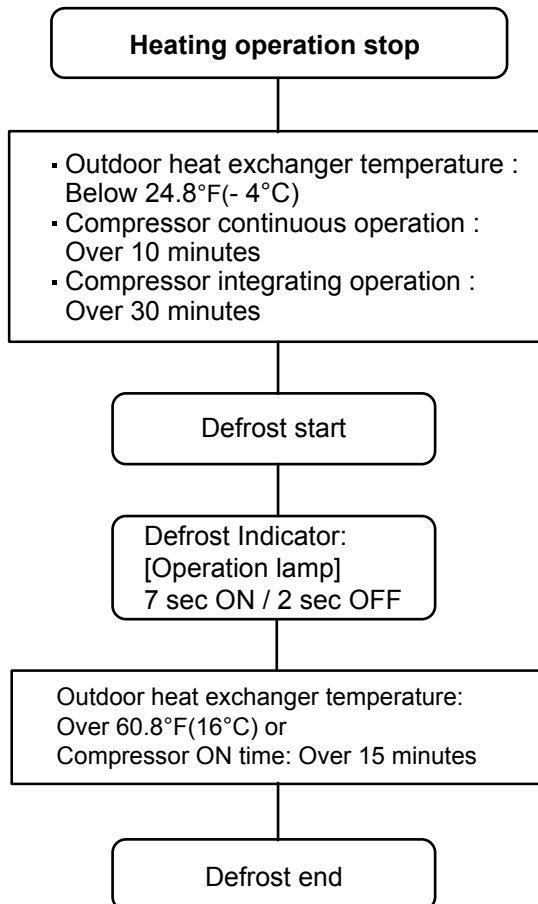 Heating operation stop
▪ Outdoor heat exchanger temperature :
Below 24.8°F(- 4°C)
▪ Compressor continuous operation :
Over 10 minutes
▪ Compressor integrating operation :
Over 30 minutes
Defrost start
Defrost Indicator:
[Operation lamp]
7 sec ON / 2 sec OFF
Outdoor heat exchanger temperature:
Over 60.8°F(16°C) or
Compressor ON time: Over 15 minutes
Defrost end